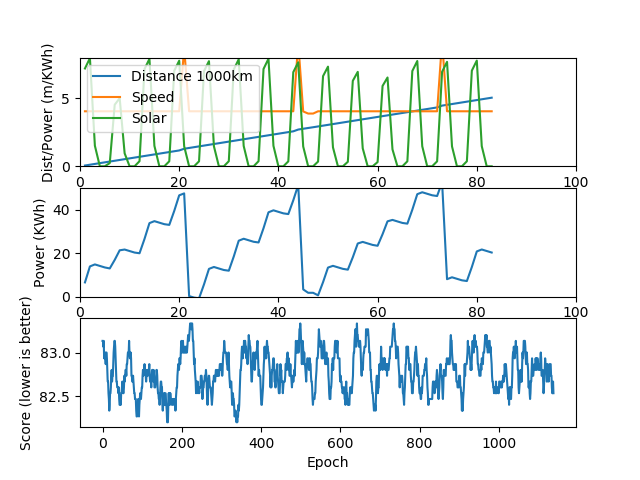 Dist/Power (m/KWh)
5
0
Distance 1000km
Speed
Solar
0 20 40 60 80 100
Power (KWh)
40
20
0
0 20 40 60 80 100
Score (lower is better)
83.0
82.5
0 200 400 600 800 1000
Epoch